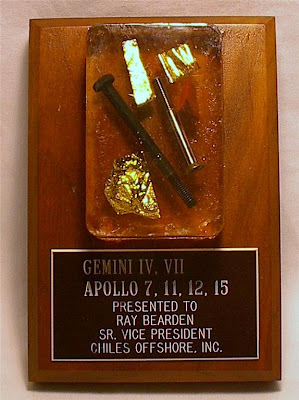 GEMINI IV, VII
APOLLO 7, 11, 12, 15
PRESENTED TO
RAY BEARDEN
SR. VICE PRESIDENT
CHILES OFFSHORE, INC.